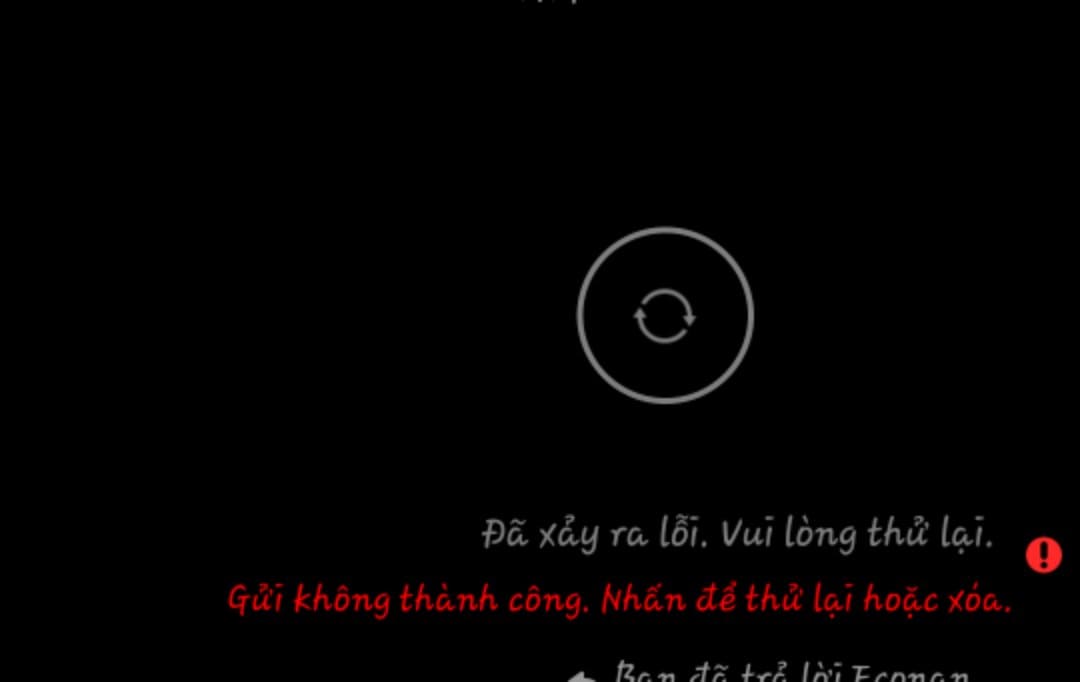 Đã xảy ra lỗi. Vui lòng thử lại.
Gửi không thành công. Nhấn để thử lại hoặc xóa.
Bạn đã trả lời Econan